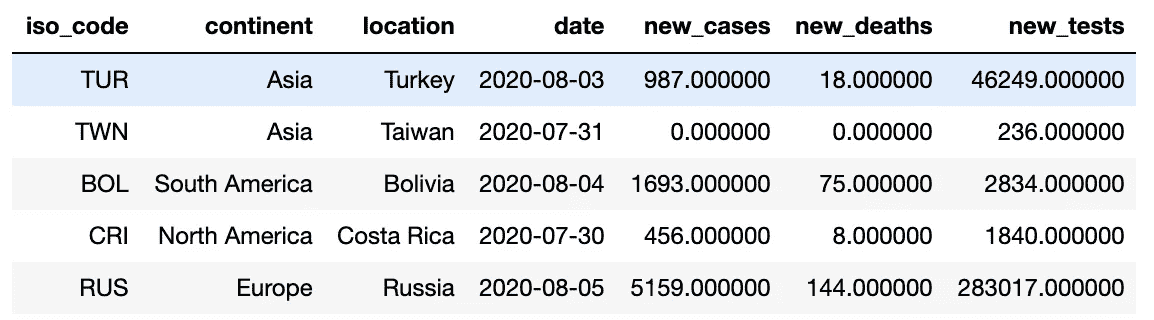 iso_code continent location date new_cases new_deaths new_tests
TUR Asia Turkey 2020-08-03 987.000000 18.000000 46249.000000
TWN Asia Taiwan 2020-07-31 0.000000 0.000000 236.000000
BOL South America Bolivia 2020-08-04 1693.000000 75.000000 2834.000000
CRI North America Costa Rica 2020-07-30 456.000000 8.000000 1840.000000
RUS Europe Russia 2020-08-05 5159.000000 144.000000 283017.000000